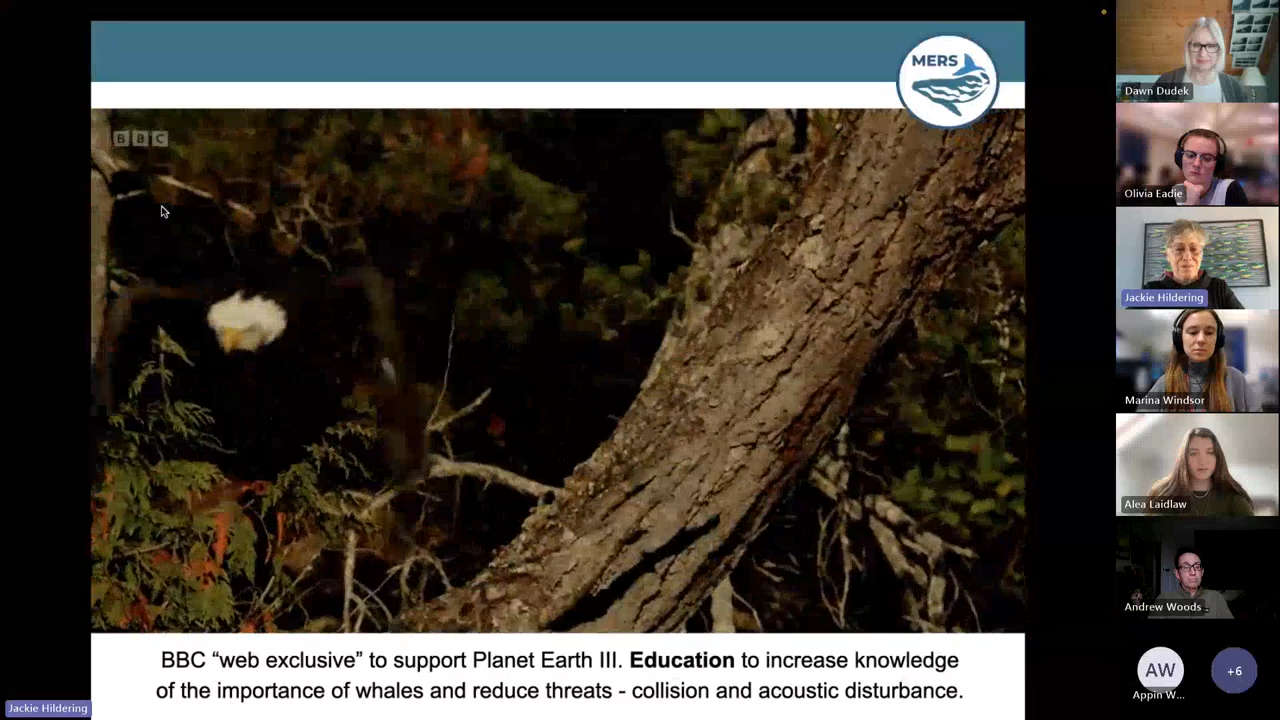 MERS
BBC
BBC “web exclusive” to support Planet Earth III. Education to increase knowledge
of the importance of whales and reduce threats - collision and acoustic disturbance.
Jackie Hildering
Dawn Dudek
Olivia Eadie
Jackie Hildering
Marina Windsor
Alea Laidlaw
Andrew Woods
AW
Appin W...
+6